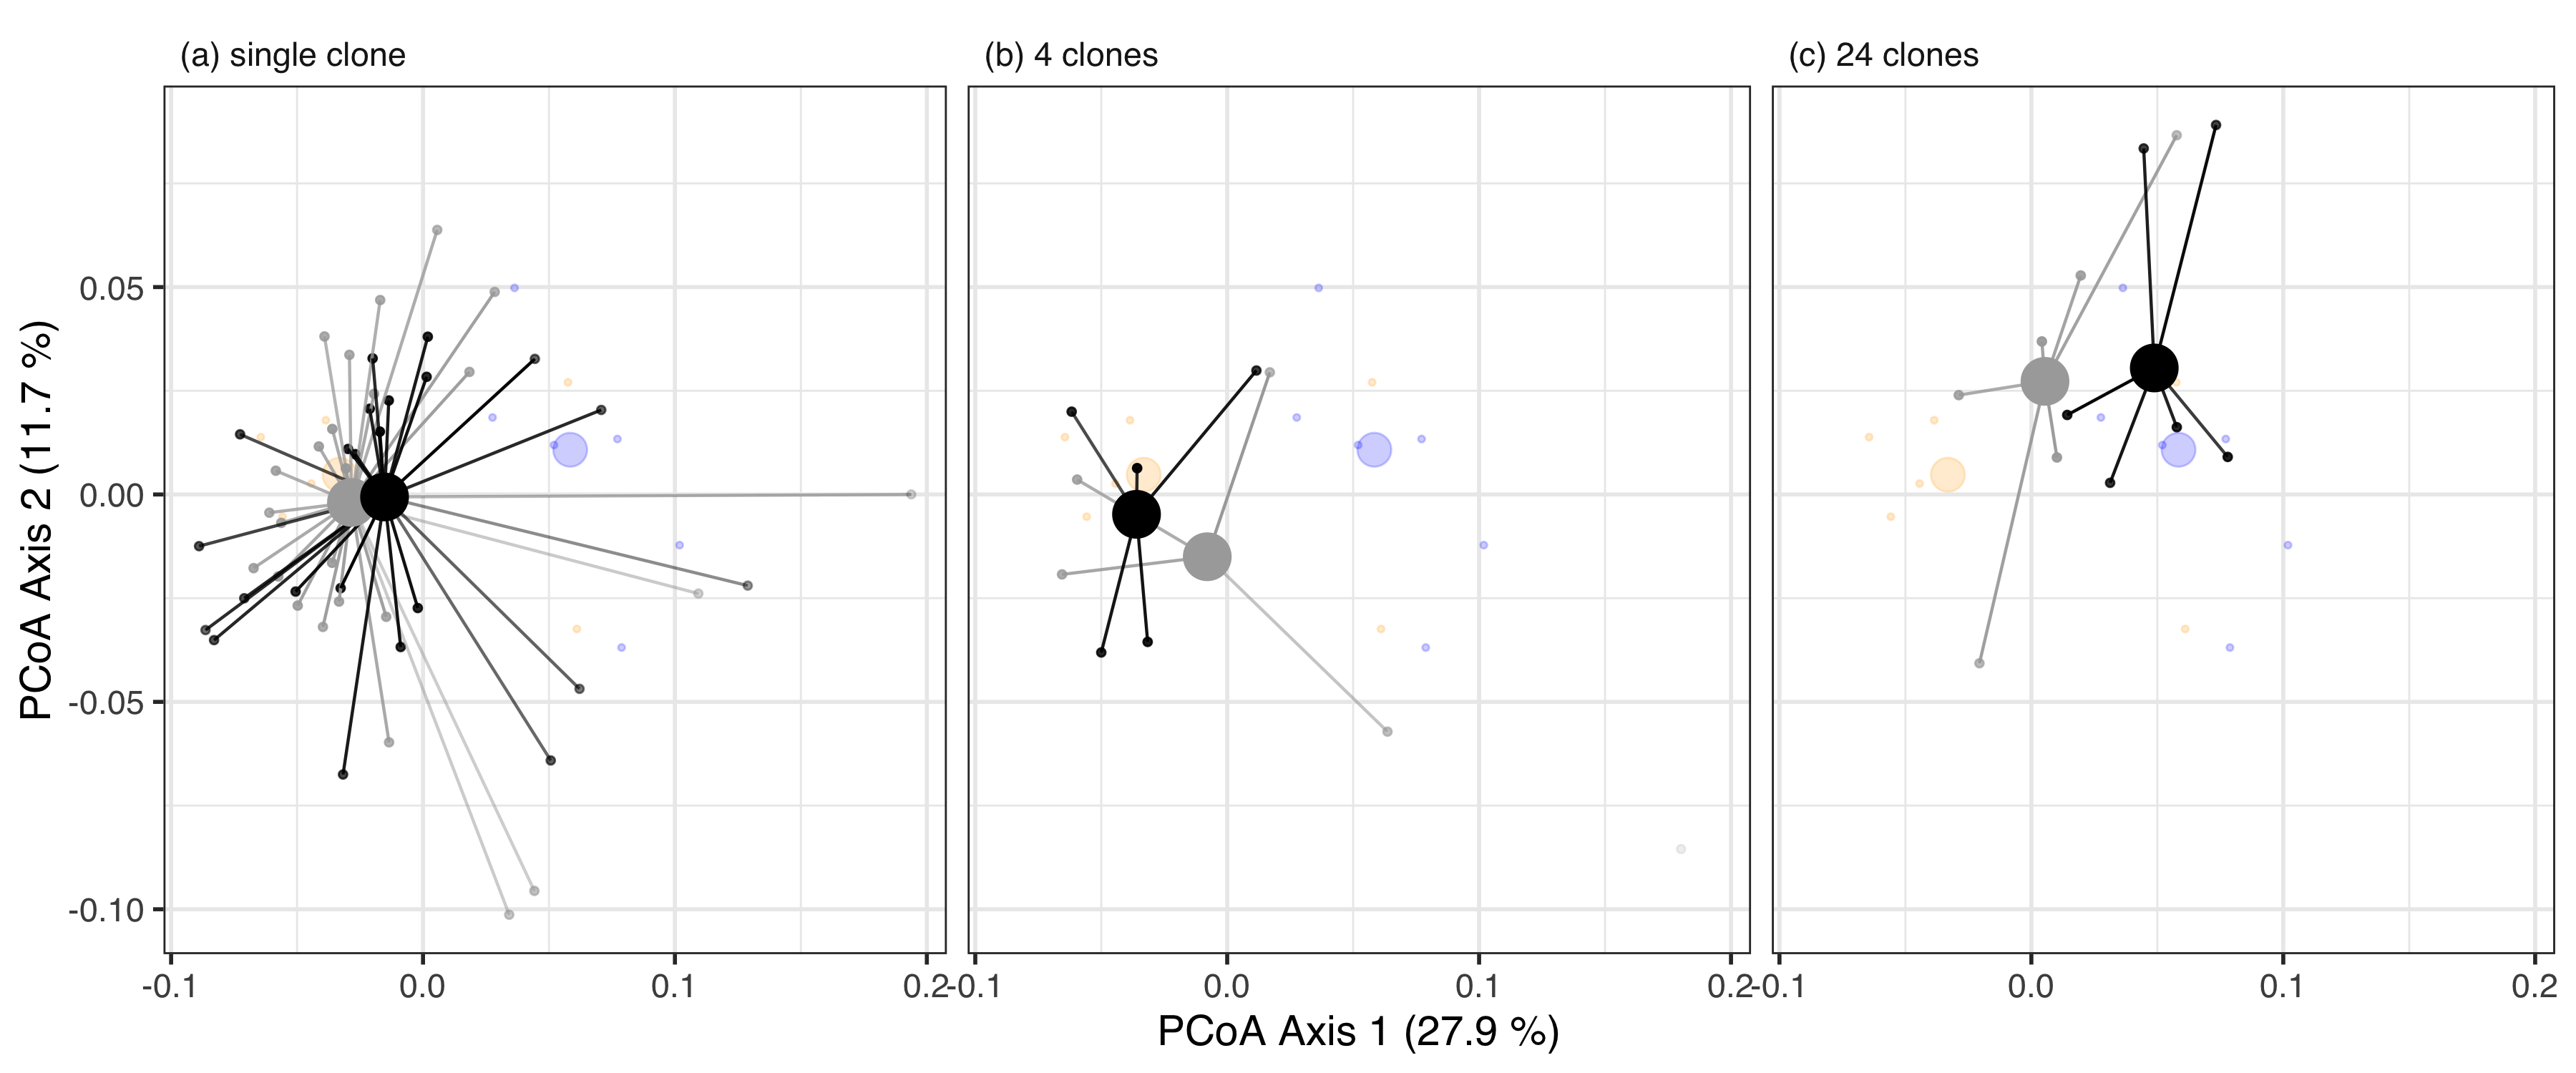 (a) single clone
(b) 4 clones
(c) 24 clones
PCoA Axis 2 (11.7 %)
0.05
0.00
-0.05
-0.10
-0.1 0.0 0.1 0.2 -0.1 0.0 0.1 0.2 -0.1 0.0 0.1 0.2
PCoA Axis 1 (27.9 %)